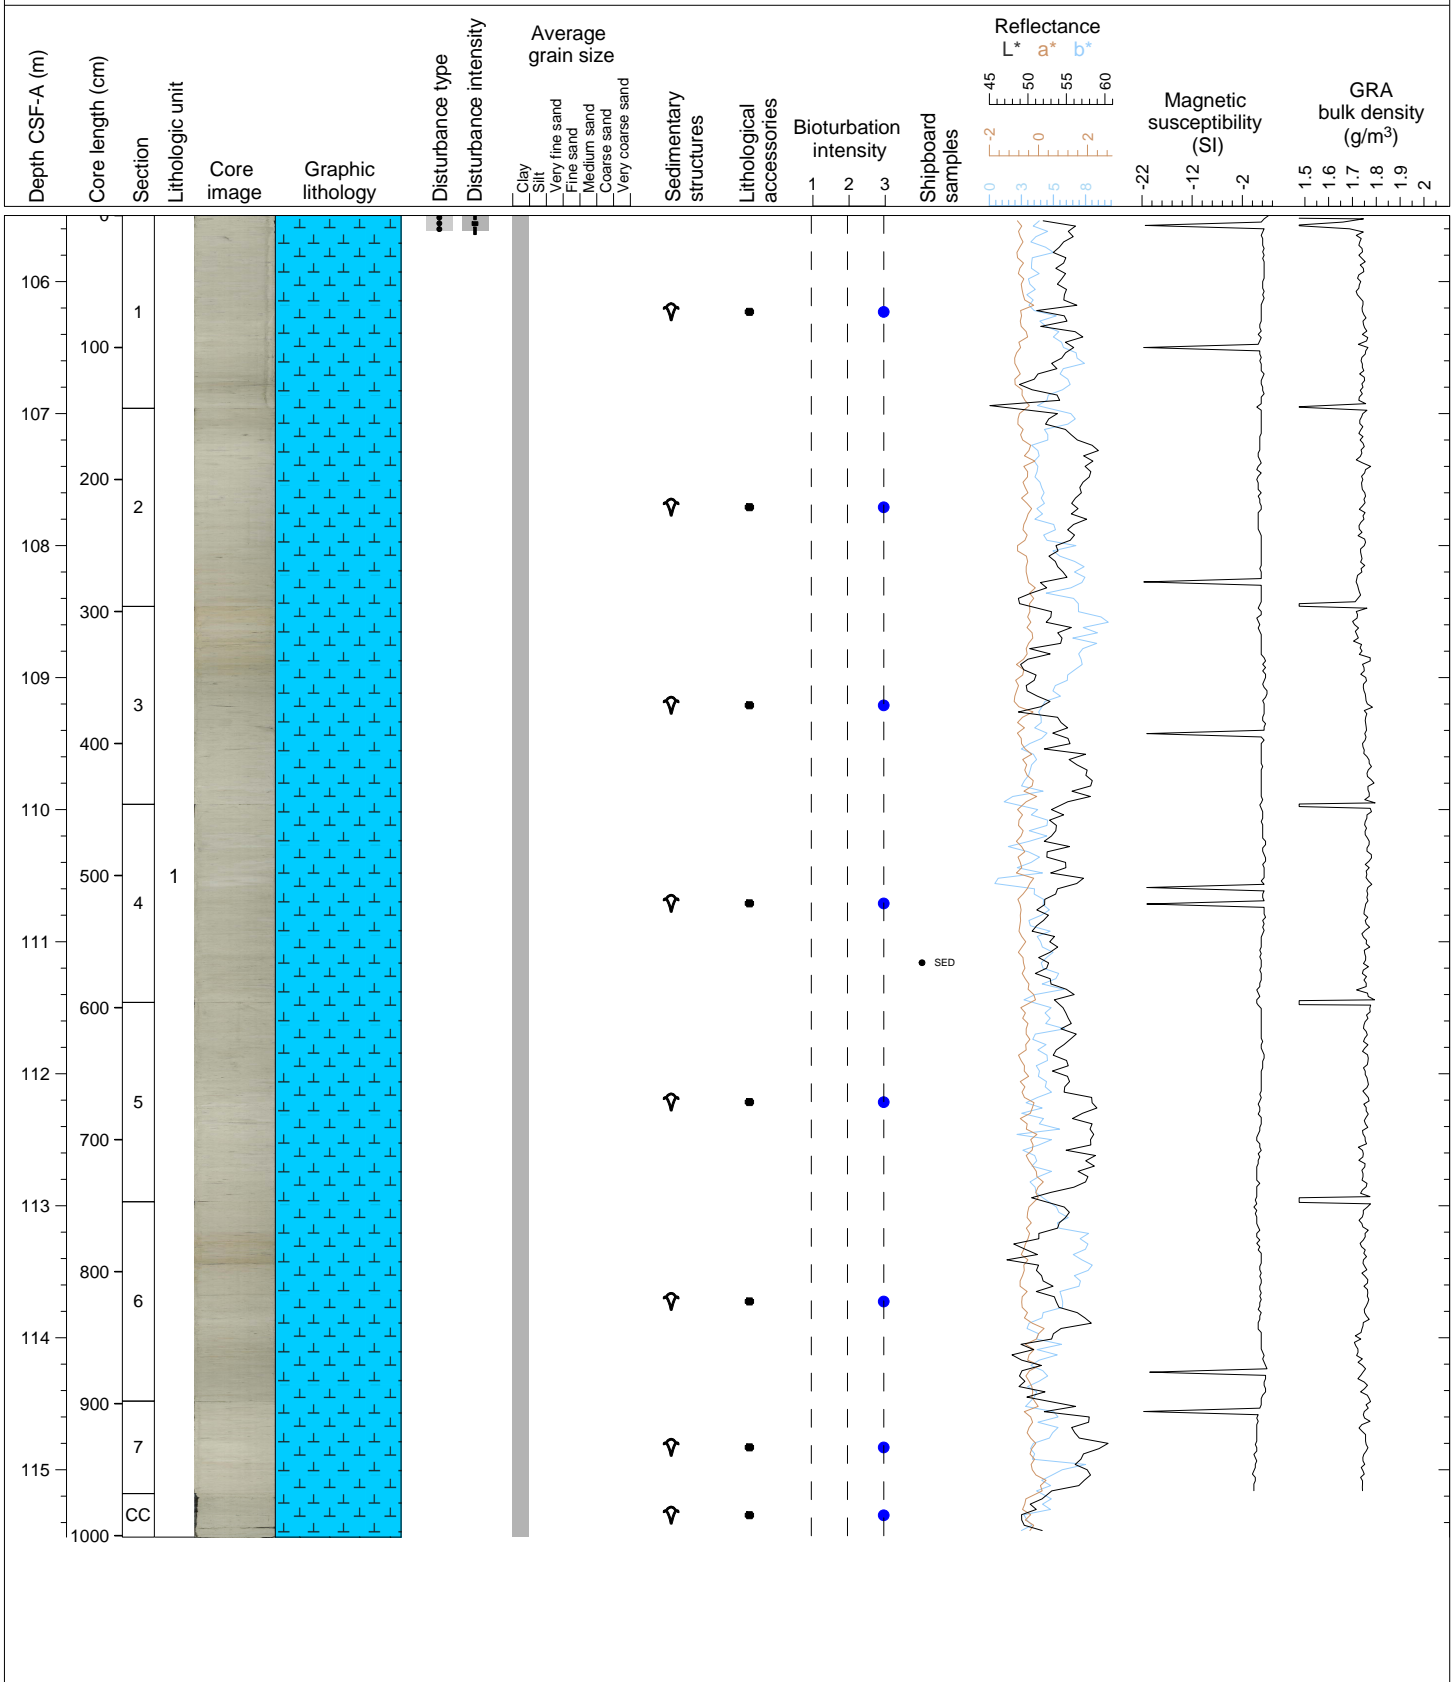 Depth CSF-A (m)
Core length (cm)
Section
Lithologic unit
Core
image
Graphic
lithology
Disturbance type
Disturbance intensity
Average
grain size
Clay
Silt
Very fine sand
Fine sand
Medium sand
Coarse sand
Very coarse sand
Sedimentary
structures
Lithological
accessories
Bioturbation
intensity
1 2 3
Shipboard
samples
Reflectance
L* a* b*
45 50 55 60
-2 0 2
0 3 5 8
Magnetic
susceptibility
(SI)
-22 -12 -2
GRA
bulk density
(g/m3)
1.5 1.6 1.7 1.8 1.9 2
0
106
1
100
107
200
2
108
300
109
3
400
110
1
500
4
111
SED
600
112
5
700
113
800
6
114
900
7
115
CC
1000